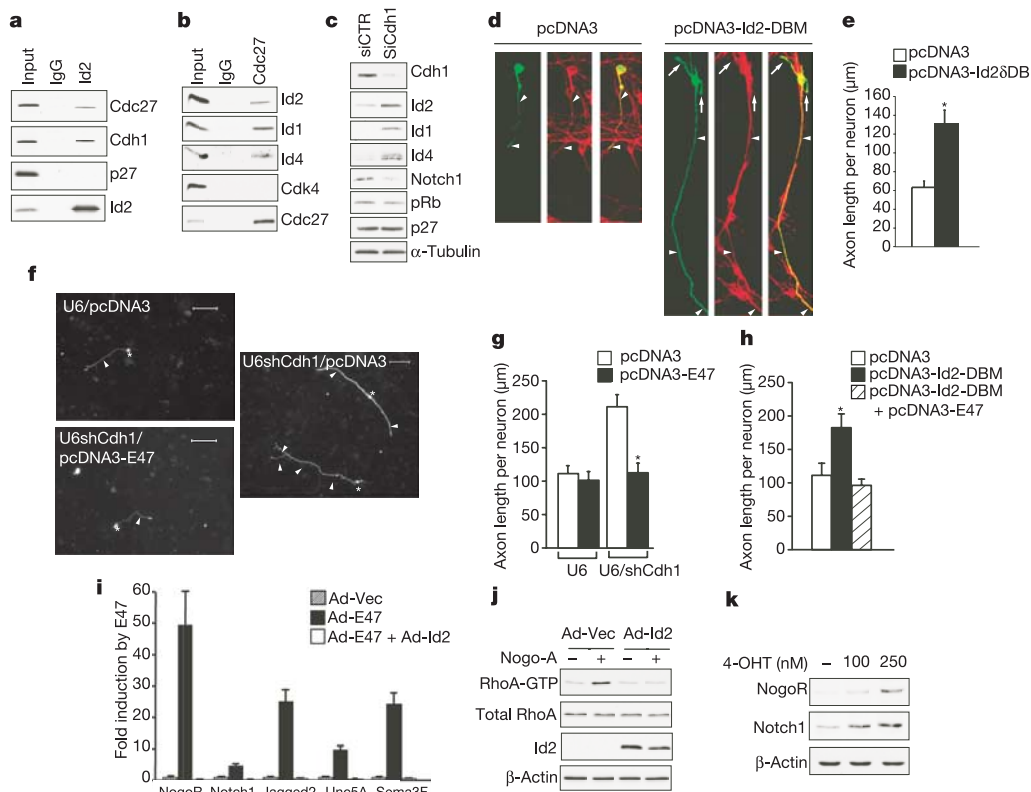 a
Input
IgG
Id2
Cdc27
Cdh1
p27
Id2
b
Input
IgG
Cdc27
Id2
Id1
Id4
Cdk4
Cdc27
c
siCTR
SiCdh1
Cdh1
Id2
Id1
Id4
Notch1
pRb
p27
α-Tubulin
d
pcDNA3
pcDNA3-Id2-DBM
e
pcDNA3
pcDNA3-Id2δDB
Axon length per neuron (μm)
160
140
120
100
80
60
40
20
0
*
f
U6/pcDNA3
*
U6shCdh1/pcDNA3
*
*
U6shCdh1/
pcDNA3-E47
*
g
pcDNA3
pcDNA3-E47
Axon length per neuron (μm)
250
200
150
100
50
0
*
U6
U6/shCdh1
h
pcDNA3
pcDNA3-Id2-DBM
pcDNA3-Id2-DBM
+ pcDNA3-E47
Axon length per neuron (μm)
250
200
150
100
50
0
*
i
Ad-Vec
Ad-E47
Ad-E47 + Ad-Id2
Fold induction by E47
60
50
40
30
20
10
0
NogoR Notch1 Jagged2 Unc5A Sema3F
j
Ad-Vec Ad-Id2
Nogo-A − + − +
RhoA-GTP
Total RhoA
Id2
β-Actin
k
4-OHT (nM) − 100 250
NogoR
Notch1
β-Actin